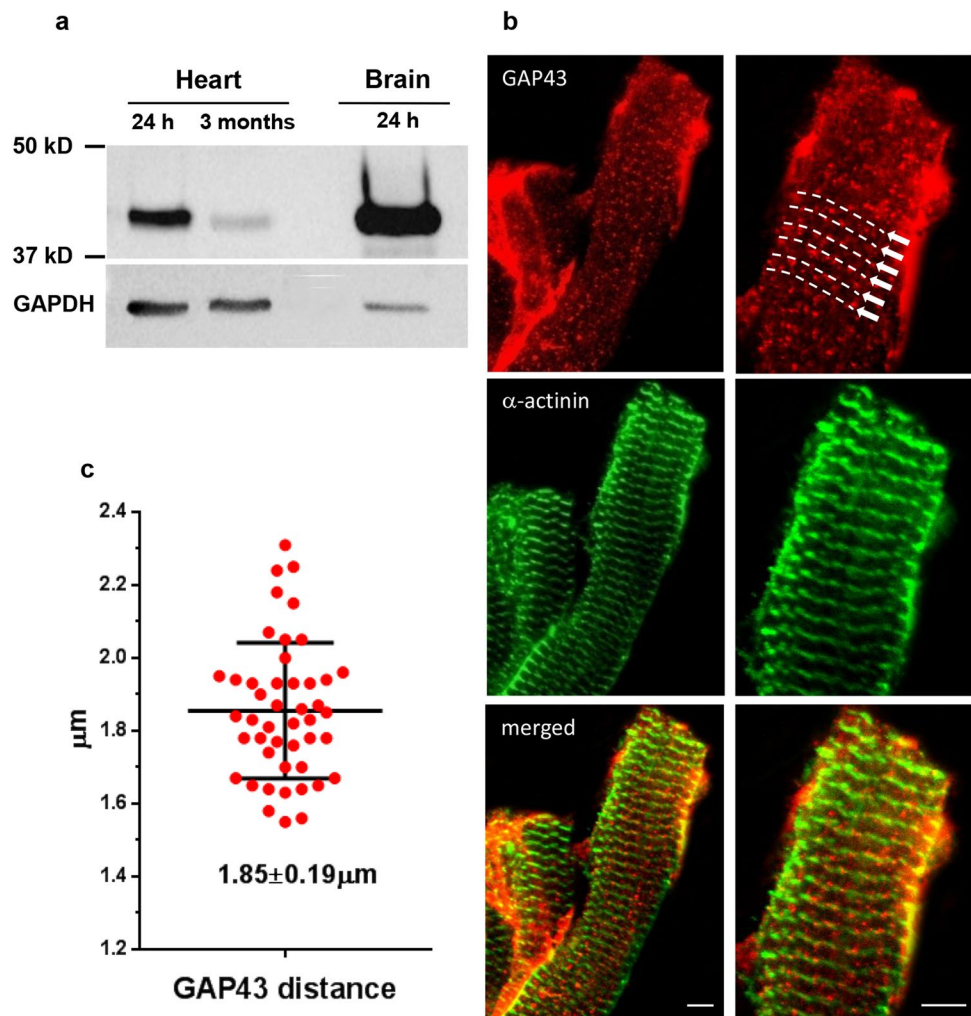 a
Heart
Brain
24 h
3 months
24 h
50 kD
37 kD
GAPDH
b
GAP43
α-actinin
merged
c
2.4
2.2
2.0
1.8
1.6
1.4
1.2
μm
1.85±0.19μm
GAP43 distance